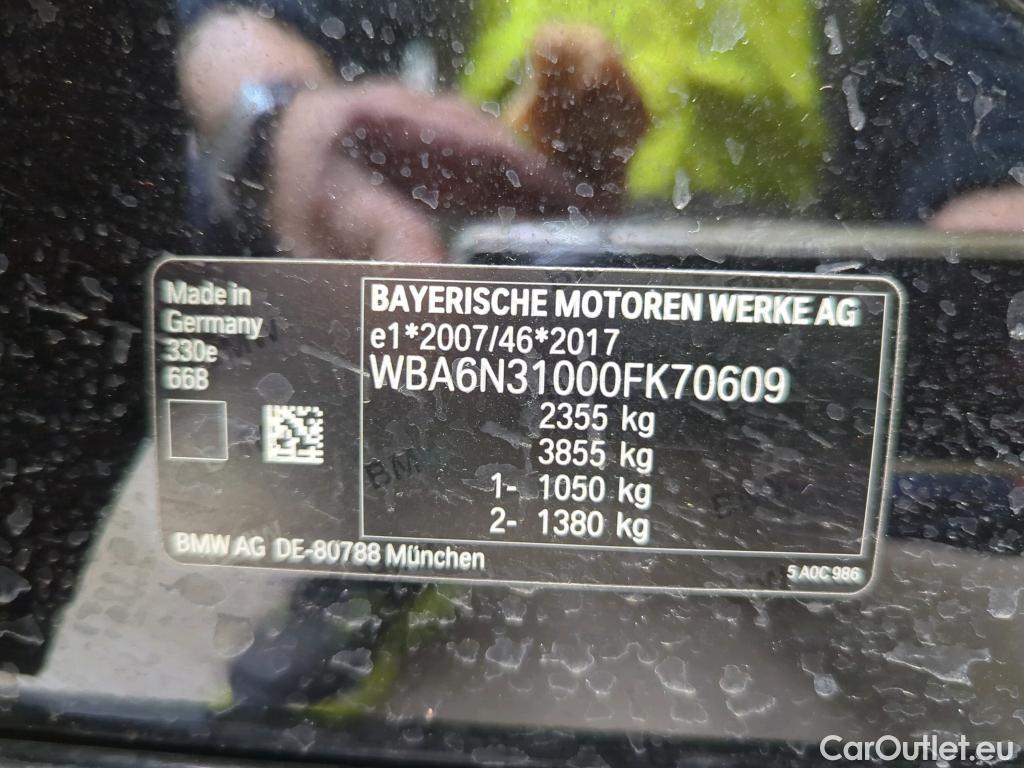 Made in
Germany
330e
668
BAYERISCHE MOTOREN WERKE AG
e1*2007/46*2017
WBA6N31000FK70609
2355 kg
3855 kg
1- 1050 kg
2- 1380 kg
BMW AG DE-80788 München
5 A0C 986
CarOutlet.eu